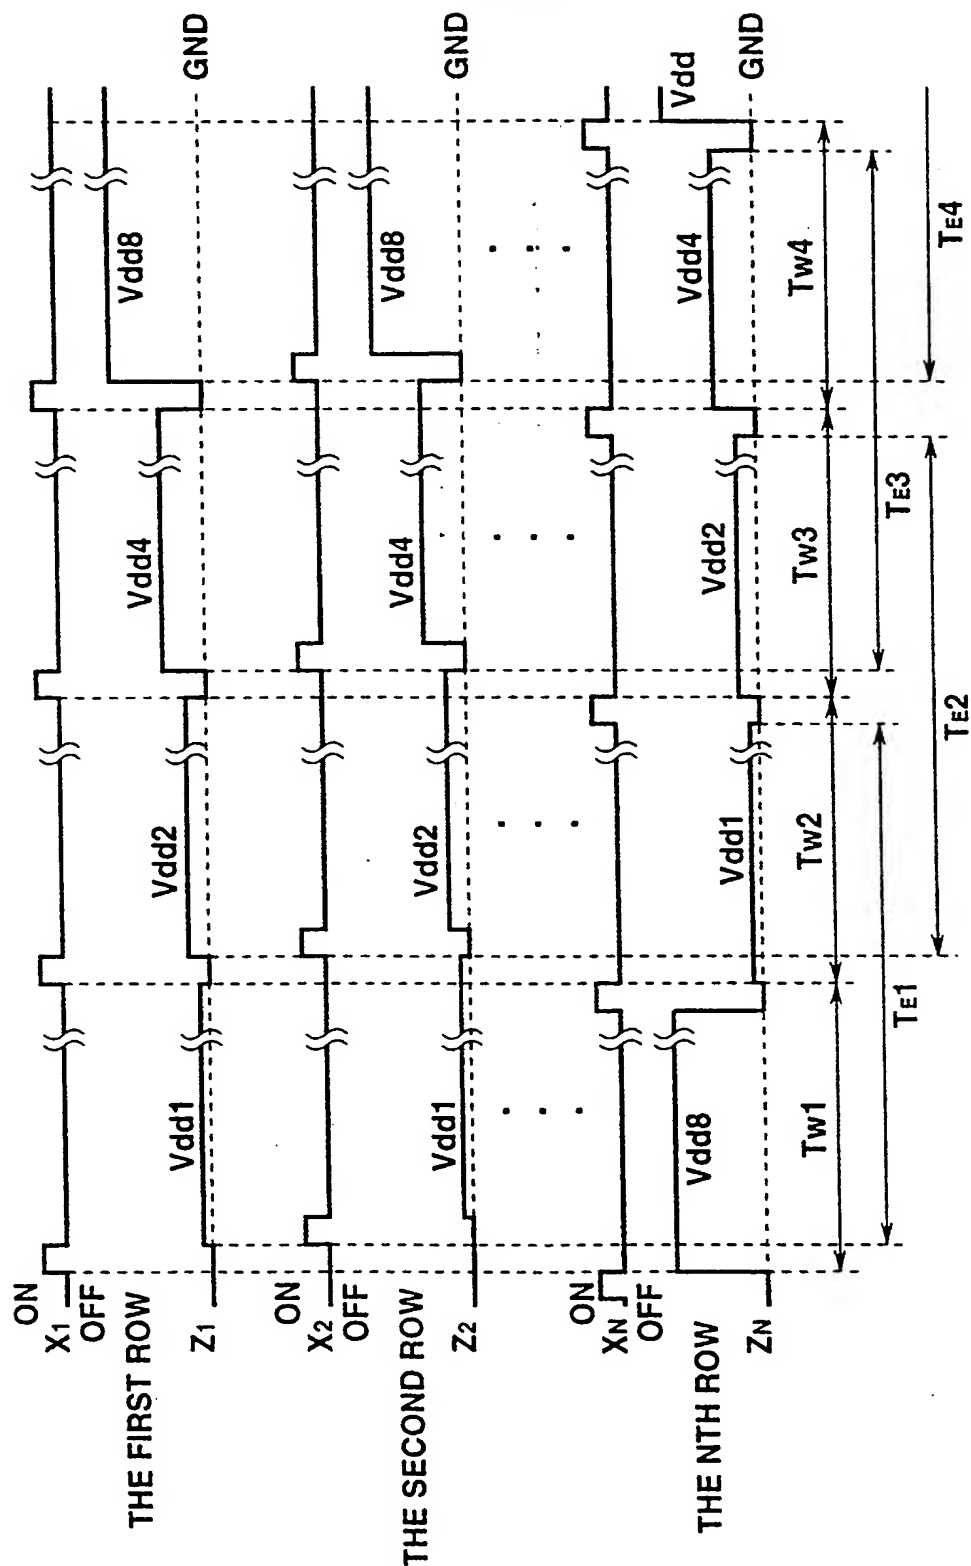 ON
X1
OFF
THE FIRST ROW
Z1
Vdd1
Vdd2
Vdd4
Vdd8
GND
ON
X2
OFF
THE SECOND ROW
Z2
Vdd1
Vdd2
Vdd4
Vdd8
GND
ON
XN
OFF
THE NTH ROW
ZN
Vdd8
Vdd1
Vdd2
Vdd4
Vdd
GND
TW1
TW2
TW3
TW4
TE1
TE3
TE2
TE4